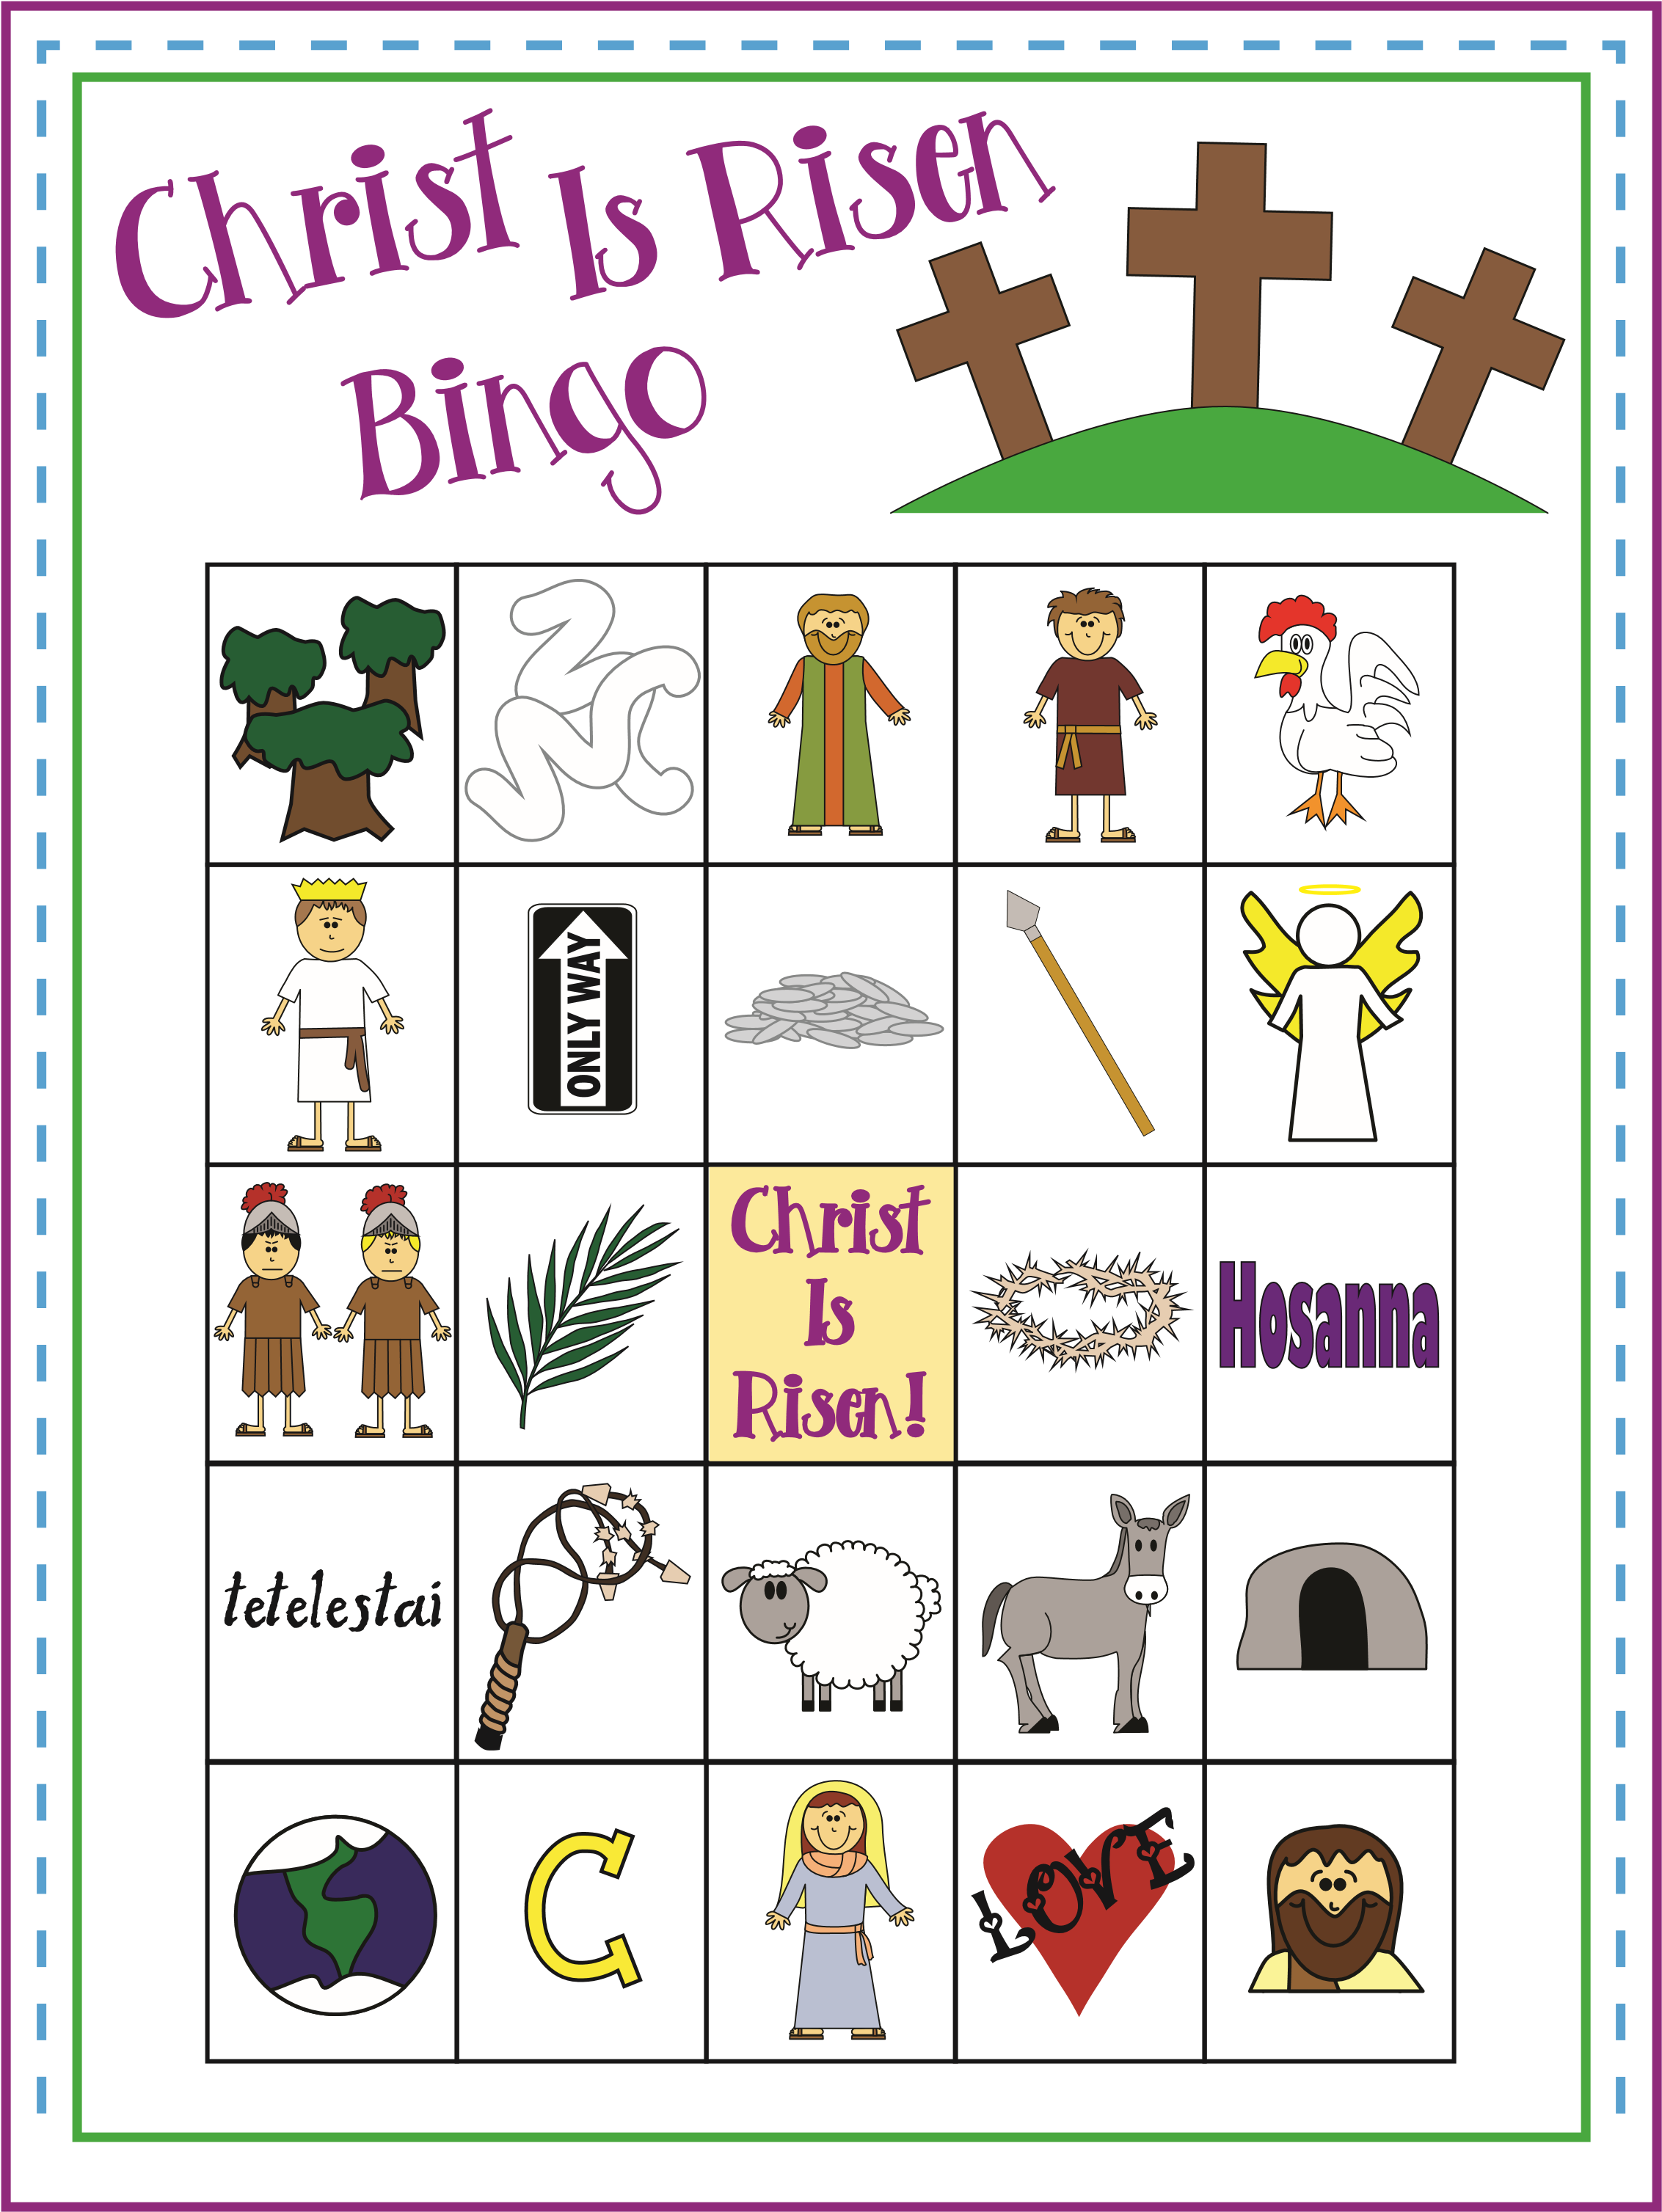 Christ Is Risen
Bingo
ONLY WAY
Christ
Is
Risen!
Hosanna
tetelestai
C
LOVE